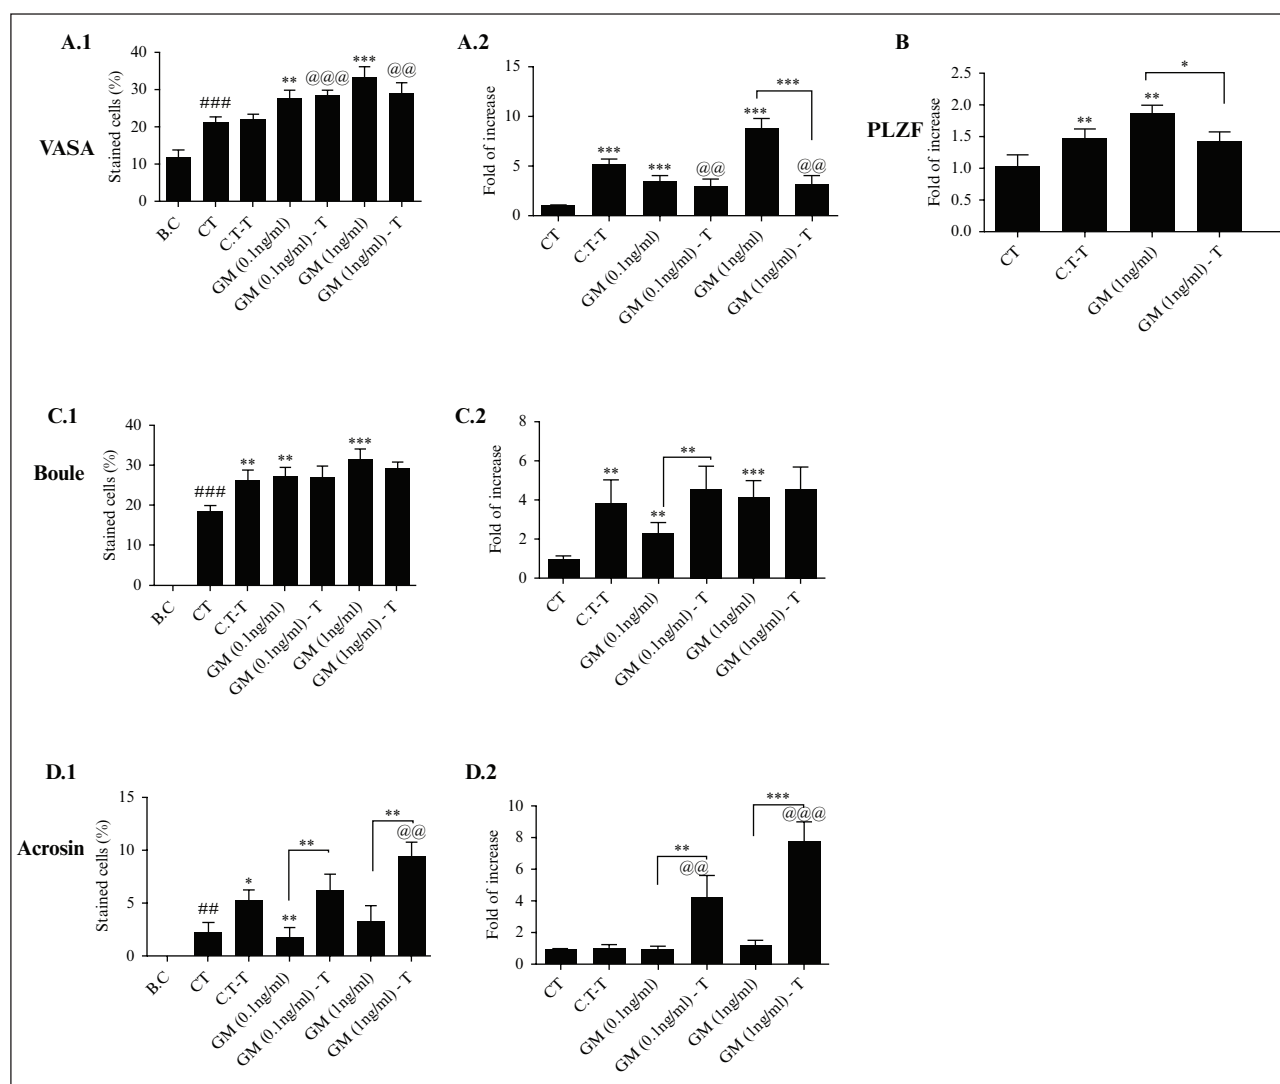 A.1
VASA
Stained cells (%)
40
30
20
10
0
###
**
@@@
***
@@
B.C
CT
C.T-T
GM (0.1ng/ml)
GM (0.1ng/ml) - T
GM (1ng/ml)
GM (1ng/ml) - T
A.2
Fold of increase
15
10
5
0
***
***
@@
***
***
@@
CT
C.T-T
GM (0.1ng/ml)
GM (0.1ng/ml) - T
GM (1ng/ml)
GM (1ng/ml) - T
B
PLZF
Fold of increase
2.5
2.0
1.5
1.0
0.5
0.0
**
**
*
CT
C.T-T
GM (1ng/ml)
GM (1ng/ml) - T
C.1
Boule
Stained cells (%)
40
30
20
10
0
###
**
**
***
B.C
CT
C.T-T
GM (0.1ng/ml)
GM (0.1ng/ml) - T
GM (1ng/ml)
GM (1ng/ml) - T
C.2
Fold of increase
8
6
4
2
0
**
**
**
***
CT
C.T-T
GM (0.1ng/ml)
GM (0.1ng/ml) - T
GM (1ng/ml)
GM (1ng/ml) - T
D.1
Acrosin
Stained cells (%)
15
10
5
0
##
*
**
**
**
@@
B.C
CT
C.T-T
GM (0.1ng/ml)
GM (0.1ng/ml) - T
GM (1ng/ml)
GM (1ng/ml) - T
D.2
Fold of increase
10
8
6
4
2
0
**
@@
***
@@@
CT
C.T-T
GM (0.1ng/ml)
GM (0.1ng/ml) - T
GM (1ng/ml)
GM (1ng/ml) - T